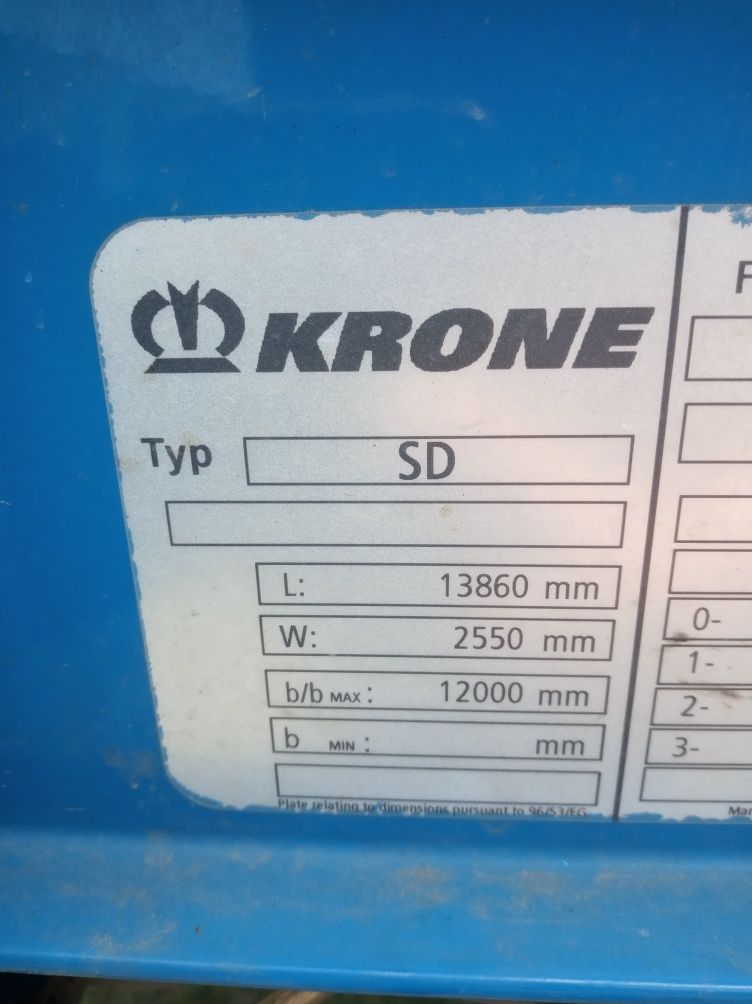 KRONE
Typ SD
L: 13860 mm
W: 2550 mm
b/b MAX : 12000 mm
b MIN : mm
Plate relating to dimensions pursuant to 96/53/EG
F
0-
1-
2-
3-
Mar